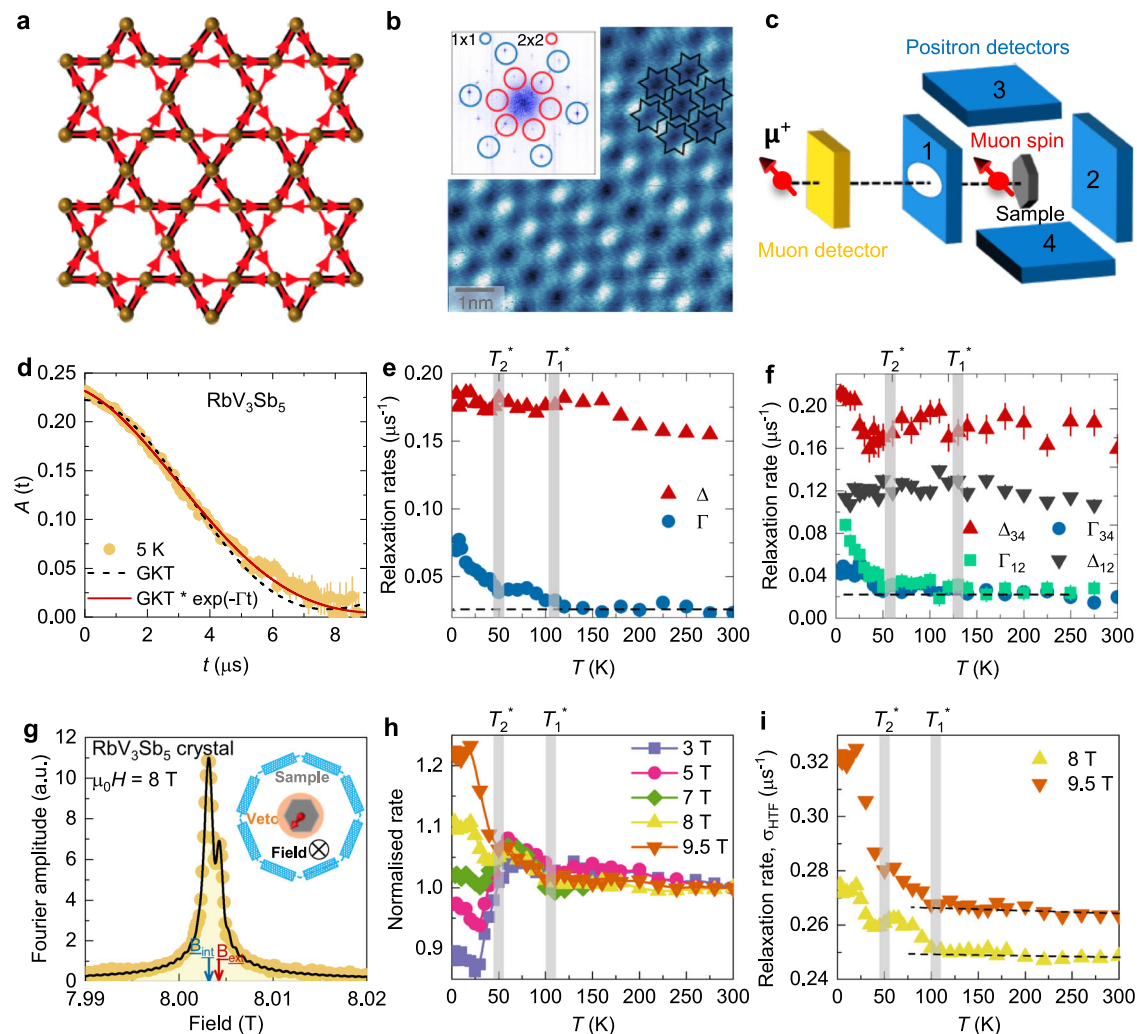 a
b
1x1
2x2
1nm
c
Positron detectors
3
μ⁺
1
Muon spin
2
Sample
4
Muon detector
d
RbV₃Sb₅
A (t)
0.25
0.20
0.15
0.10
0.05
0.00
5 K
GKT
GKT * exp(-Γt)
0 2 4 6 8
t (μs)
e
T₂* T₁*
Relaxation rates (μs⁻¹)
0.20
0.15
0.10
0.05
Δ
Γ
0 50 100 150 200 250 300
T (K)
f
T₂* T₁*
Relaxation rate (μs⁻¹)
0.20
0.16
0.12
0.08
0.04
0.00
Δ₃₄ Γ₃₄
Γ₁₂ Δ₁₂
0 50 100 150 200 250 300
T (K)
g
RbV₃Sb₅ crystal
μ₀H = 8 T
Sample
Veto
Field
Fourier amplitude (a.u.)
12
11
10
9
8
7
6
5
4
3
2
1
0
B_int B_ext
7.99 8.00 8.01 8.02
Field (T)
h
T₂* T₁*
Normalised rate
1.2
1.1
1.0
0.9
3 T
5 T
7 T
8 T
9.5 T
0 50 100 150 200 250 300
T (K)
i
T₂* T₁*
Relaxation rate, σHTF (μs⁻¹)
0.32
0.30
0.28
0.26
0.24
8 T
9.5 T
0 50 100 150 200 250 300
T (K)